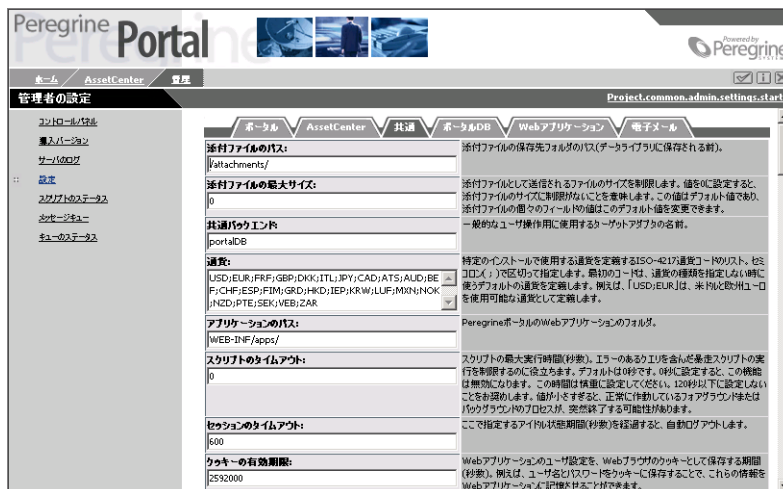 Peregrine Portal
Powered by
Peregrine
SYSTEMS
ホーム AssetCenter 管理
管理者の設定
Project.common.admin.settings.start
コントロールパネル
導入バージョン
サーバのログ
設定
スクリプトのステータス
メッセージキュー
キューのステータス
ポータル AssetCenter 共通 ポータルDB Webアプリケーション 電子メール
添付ファイルのパス:
/attachments/
添付ファイルの保存先フォルダのパス(データライブラリに保存される前)。
添付ファイルの最大サイズ:
0
添付ファイルとして送信されるファイルのサイズを制限します。値を0に設定すると、
添付ファイルのサイズに制限がないことを意味します。この値はデフォルト値であり、
添付ファイルの個々のフィールドの値はこのデフォルト値を変更できます。
共通バックエンド:
portalDB
一般的なユーザ操作用に使用するターゲットアダプタの名前。
通貨:
USD;EUR;FRF;GBP;DKK;ITL;JPY;CAD;ATS;AUD;BE
F;CHF;ESP;FIM;GRD;HKD;IEP;KRW;LUF;MXN;NOK
;NZD;PTE;SEK;VEB;ZAR
特定のインストールで使用する通貨を定義するISO-4217通貨コードのリスト。セミ
コロン(;)で区切って指定します。最初のコードは、通貨の種類を指定しない時に
使うデフォルトの通貨を定義します。例えば、「USD;EUR」は、米ドルと欧州ユーロ
を使用可能な通貨として定義します。
アプリケーションのパス:
WEB-INF/apps/
PeregrineポータルのWebアプリケーションのフォルダ。
スクリプトのタイムアウト:
0
スクリプトの最大実行時間(秒数)。エラーのあるクエリを含んだ暴走スクリプトの実
行を制限するのに役立ちます。デフォルトは0秒です。0秒に設定すると、この機能
は無効になります。この時間は慎重に設定してください。120秒以下に設定しない
ことをお奨めします。値が小さすぎると、正常に作動しているフォアグラウンドまたは
バックグラウンドのプロセスが、突然終了する可能性があります。
セッションのタイムアウト:
600
ここで指定するアイドル状態期間(秒数)を経過すると、自動ログアウトします。
クッキーの有効期限:
2592000
Webアプリケーションのユーザ設定を、Webブラウザのクッキーとして保存する期間
(秒数)。例えば、ユーザ名とパスワードをクッキーに保存することで、これらの情報を
Webアプリケーションに記憶させることができます。